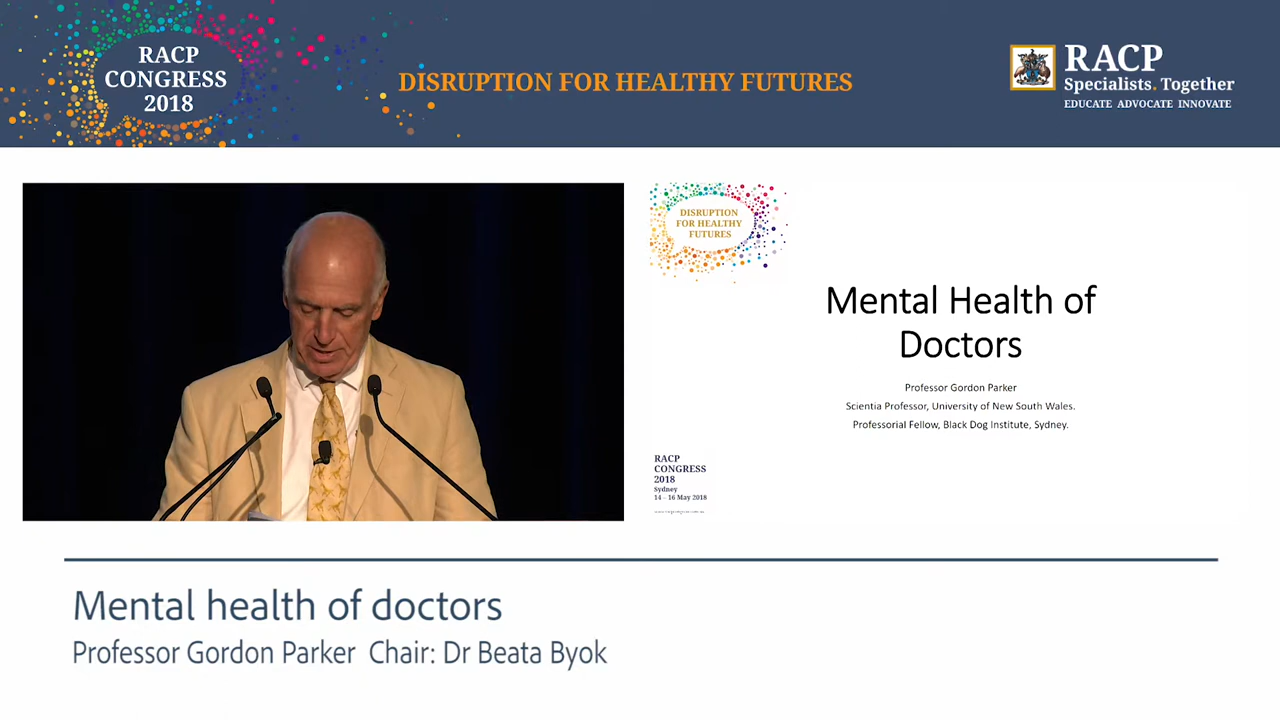 RACP
CONGRESS
2018
DISRUPTION FOR HEALTHY FUTURES
RACP
Specialists. Together
EDUCATE ADVOCATE INNOVATE
DISRUPTION
FOR HEALTHY
FUTURES
Mental Health of
Doctors
Professor Gordon Parker
Scientia Professor, University of New South Wales.
Professorial Fellow, Black Dog Institute, Sydney.
RACP
CONGRESS
2018
Sydney
14 – 16 May 2018
Mental health of doctors
Professor Gordon Parker Chair: Dr Beata Byok